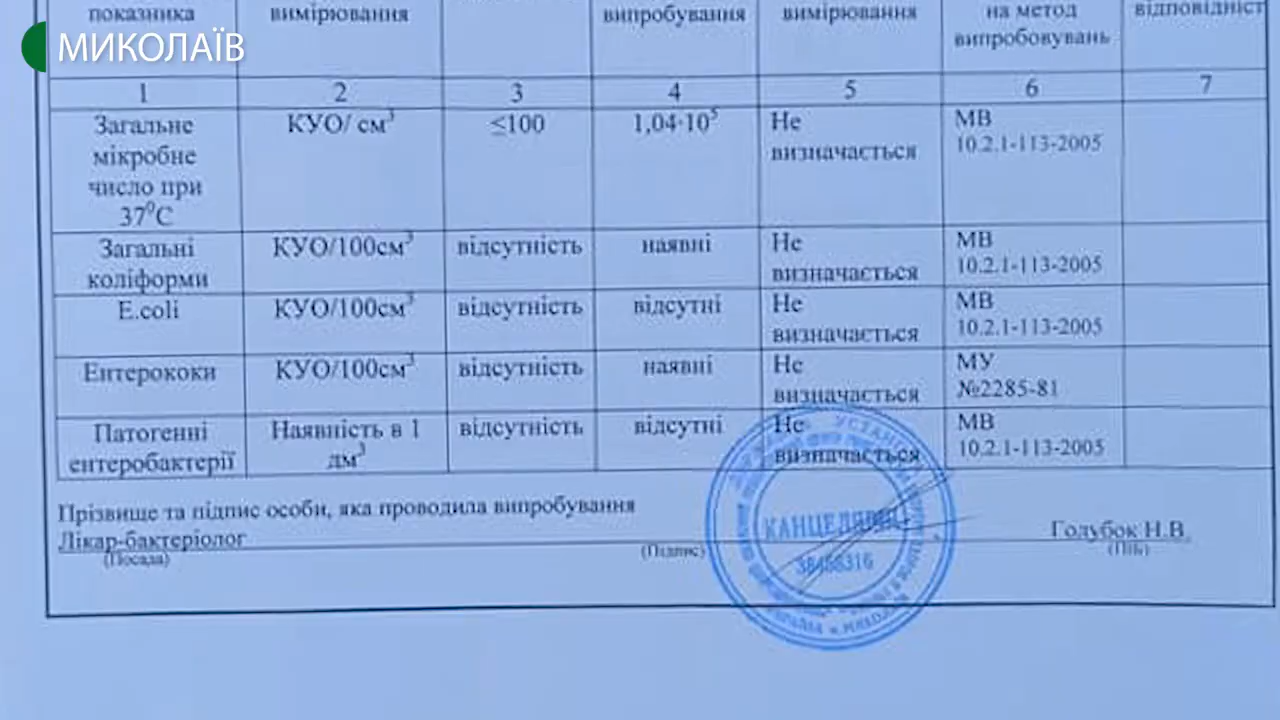 МИКОЛАЇВ
показника вимірювання випробування вимірювання на метод випробовувань відповідніст
1 2 3 4 5 6 7
Загальне мікробне число при 37⁰С КУО/ см³ ≤100 1,04·10⁵ Не визначається МВ 10.2.1-113-2005
Загальні коліформи КУО/100см³ відсутність наявні Не визначається МВ 10.2.1-113-2005
E.coli КУО/100см³ відсутність відсутні Не визначається МВ 10.2.1-113-2005
Ентерококи КУО/100см³ відсутність наявні Не визначається МУ №2285-81
Патогенні ентеробактерії Наявність в 1 дм³ відсутність відсутні Не визначається МВ 10.2.1-113-2005
Прізвище та підпис особи, яка проводила випробування
Лікар-бактеріолог Голубок Н.В.
(Посада) (Підпис) (ПІБ)
КАНЦЕЛЯРІЯ
38458316